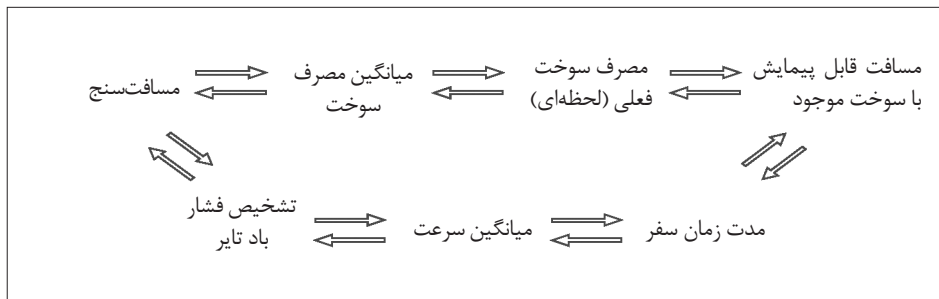 مسافت قابل پیمایش
با سوخت موجود
مصرف سوخت
فعلی (لحظه‌ای)
میانگین مصرف
سوخت
مسافت‌سنج
مدت زمان سفر
میانگین سرعت
تشخیص فشار
باد تایر